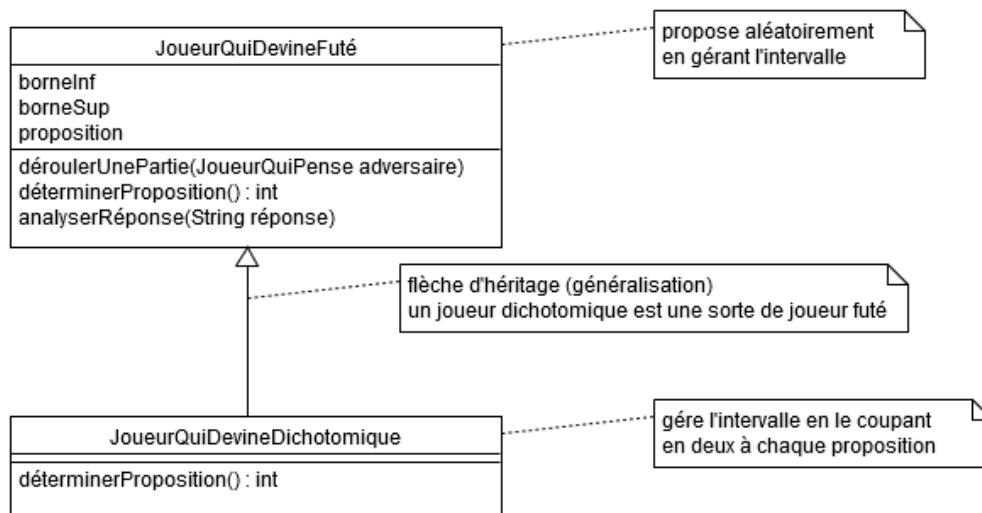 JoueurQuiDevineFuté
propose aléatoirement
en gérant l'intervalle
borneInf
borneSup
proposition
déroulerUnePartie(JoueurQuiPense adversaire)
déterminerProposition() : int
analyserRéponse(String réponse)
flèche d'héritage (généralisation)
un joueur dichotomique est une sorte de joueur futé
JoueurQuiDevineDichotomique
gére l'intervalle en le coupant
en deux à chaque proposition
déterminerProposition() : int